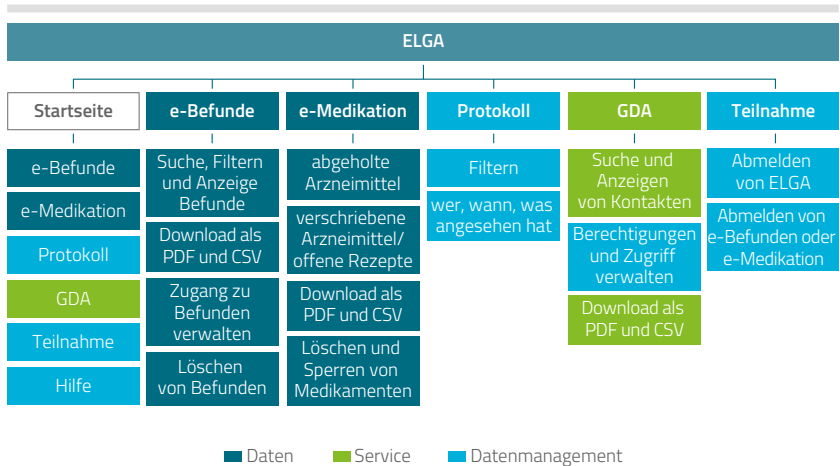 ELGA
Startseite
e-Befunde
e-Medikation
Protokoll
GDA
Teilnahme
e-Befunde
e-Medikation
Protokoll
GDA
Teilnahme
Hilfe
Suche, Filtern
und Anzeige
Befunde
Download als
PDF und CSV
Zugang zu
Befunden
verwalten
Löschen
von Befunden
abgeholte
Arzneimittel
verschriebene
Arzneimittel/
offene Rezepte
Download als
PDF und CSV
Löschen und
Sperren von
Medikamenten
Filtern
wer, wann, was
angesehen hat
Suche und
Anzeigen
von Kontakten
Berechtigungen
und Zugriff
verwalten
Download als
PDF und CSV
Abmelden
von ELGA
Abmelden von
e-Befunden oder
e-Medikation
Daten
Service
Datenmanagement